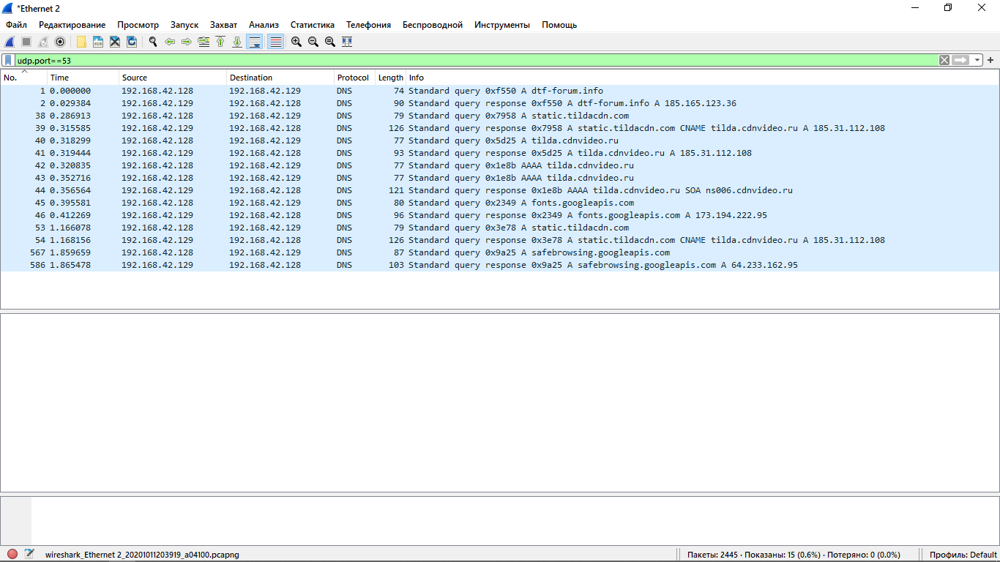 *Ethernet 2
Файл Редактирование Просмотр Запуск Захват Анализ Статистика Телефония Беспроводной Инструменты Помощь
udp.port==53
No. Time Source Destination Protocol Length Info
1 0.000000 192.168.42.128 192.168.42.129 DNS 74 Standard query 0xf550 A dtf-forum.info
2 0.029384 192.168.42.129 192.168.42.128 DNS 90 Standard query response 0xf550 A dtf-forum.info A 185.165.123.36
38 0.286913 192.168.42.128 192.168.42.129 DNS 79 Standard query 0x7958 A static.tildacdn.com
39 0.315585 192.168.42.129 192.168.42.128 DNS 126 Standard query response 0x7958 A static.tildacdn.com CNAME tilda.cdnvideo.ru A 185.31.112.108
40 0.318299 192.168.42.128 192.168.42.129 DNS 77 Standard query 0x5d25 A tilda.cdnvideo.ru
41 0.319444 192.168.42.129 192.168.42.128 DNS 93 Standard query response 0x5d25 A tilda.cdnvideo.ru A 185.31.112.108
42 0.320835 192.168.42.128 192.168.42.129 DNS 77 Standard query 0x1e8b AAAA tilda.cdnvideo.ru
43 0.352716 192.168.42.128 192.168.42.129 DNS 77 Standard query 0x1e8b AAAA tilda.cdnvideo.ru
44 0.356564 192.168.42.129 192.168.42.128 DNS 121 Standard query response 0x1e8b AAAA tilda.cdnvideo.ru SOA ns006.cdnvideo.ru
45 0.395581 192.168.42.128 192.168.42.129 DNS 80 Standard query 0x2349 A fonts.googleapis.com
46 0.412269 192.168.42.129 192.168.42.128 DNS 96 Standard query response 0x2349 A fonts.googleapis.com A 173.194.222.95
53 1.166078 192.168.42.128 192.168.42.129 DNS 79 Standard query 0x3e78 A static.tildacdn.com
54 1.168156 192.168.42.129 192.168.42.128 DNS 126 Standard query response 0x3e78 A static.tildacdn.com CNAME tilda.cdnvideo.ru A 185.31.112.108
567 1.859659 192.168.42.128 192.168.42.129 DNS 87 Standard query 0x9a25 A safebrowsing.googleapis.com
586 1.865478 192.168.42.129 192.168.42.128 DNS 103 Standard query response 0x9a25 A safebrowsing.googleapis.com A 64.233.162.95
wireshark_Ethernet 2_20201011203919_a04100.pcapng Пакеты: 2445 · Показаны: 15 (0.6%) · Потеряно: 0 (0.0%) Профиль: Default